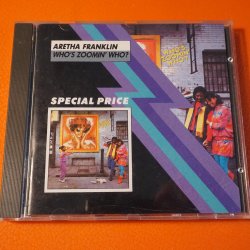 ARETHA FRANKLIN
WHO'S ZOOMIN' WHO?
SPECIAL PRICE